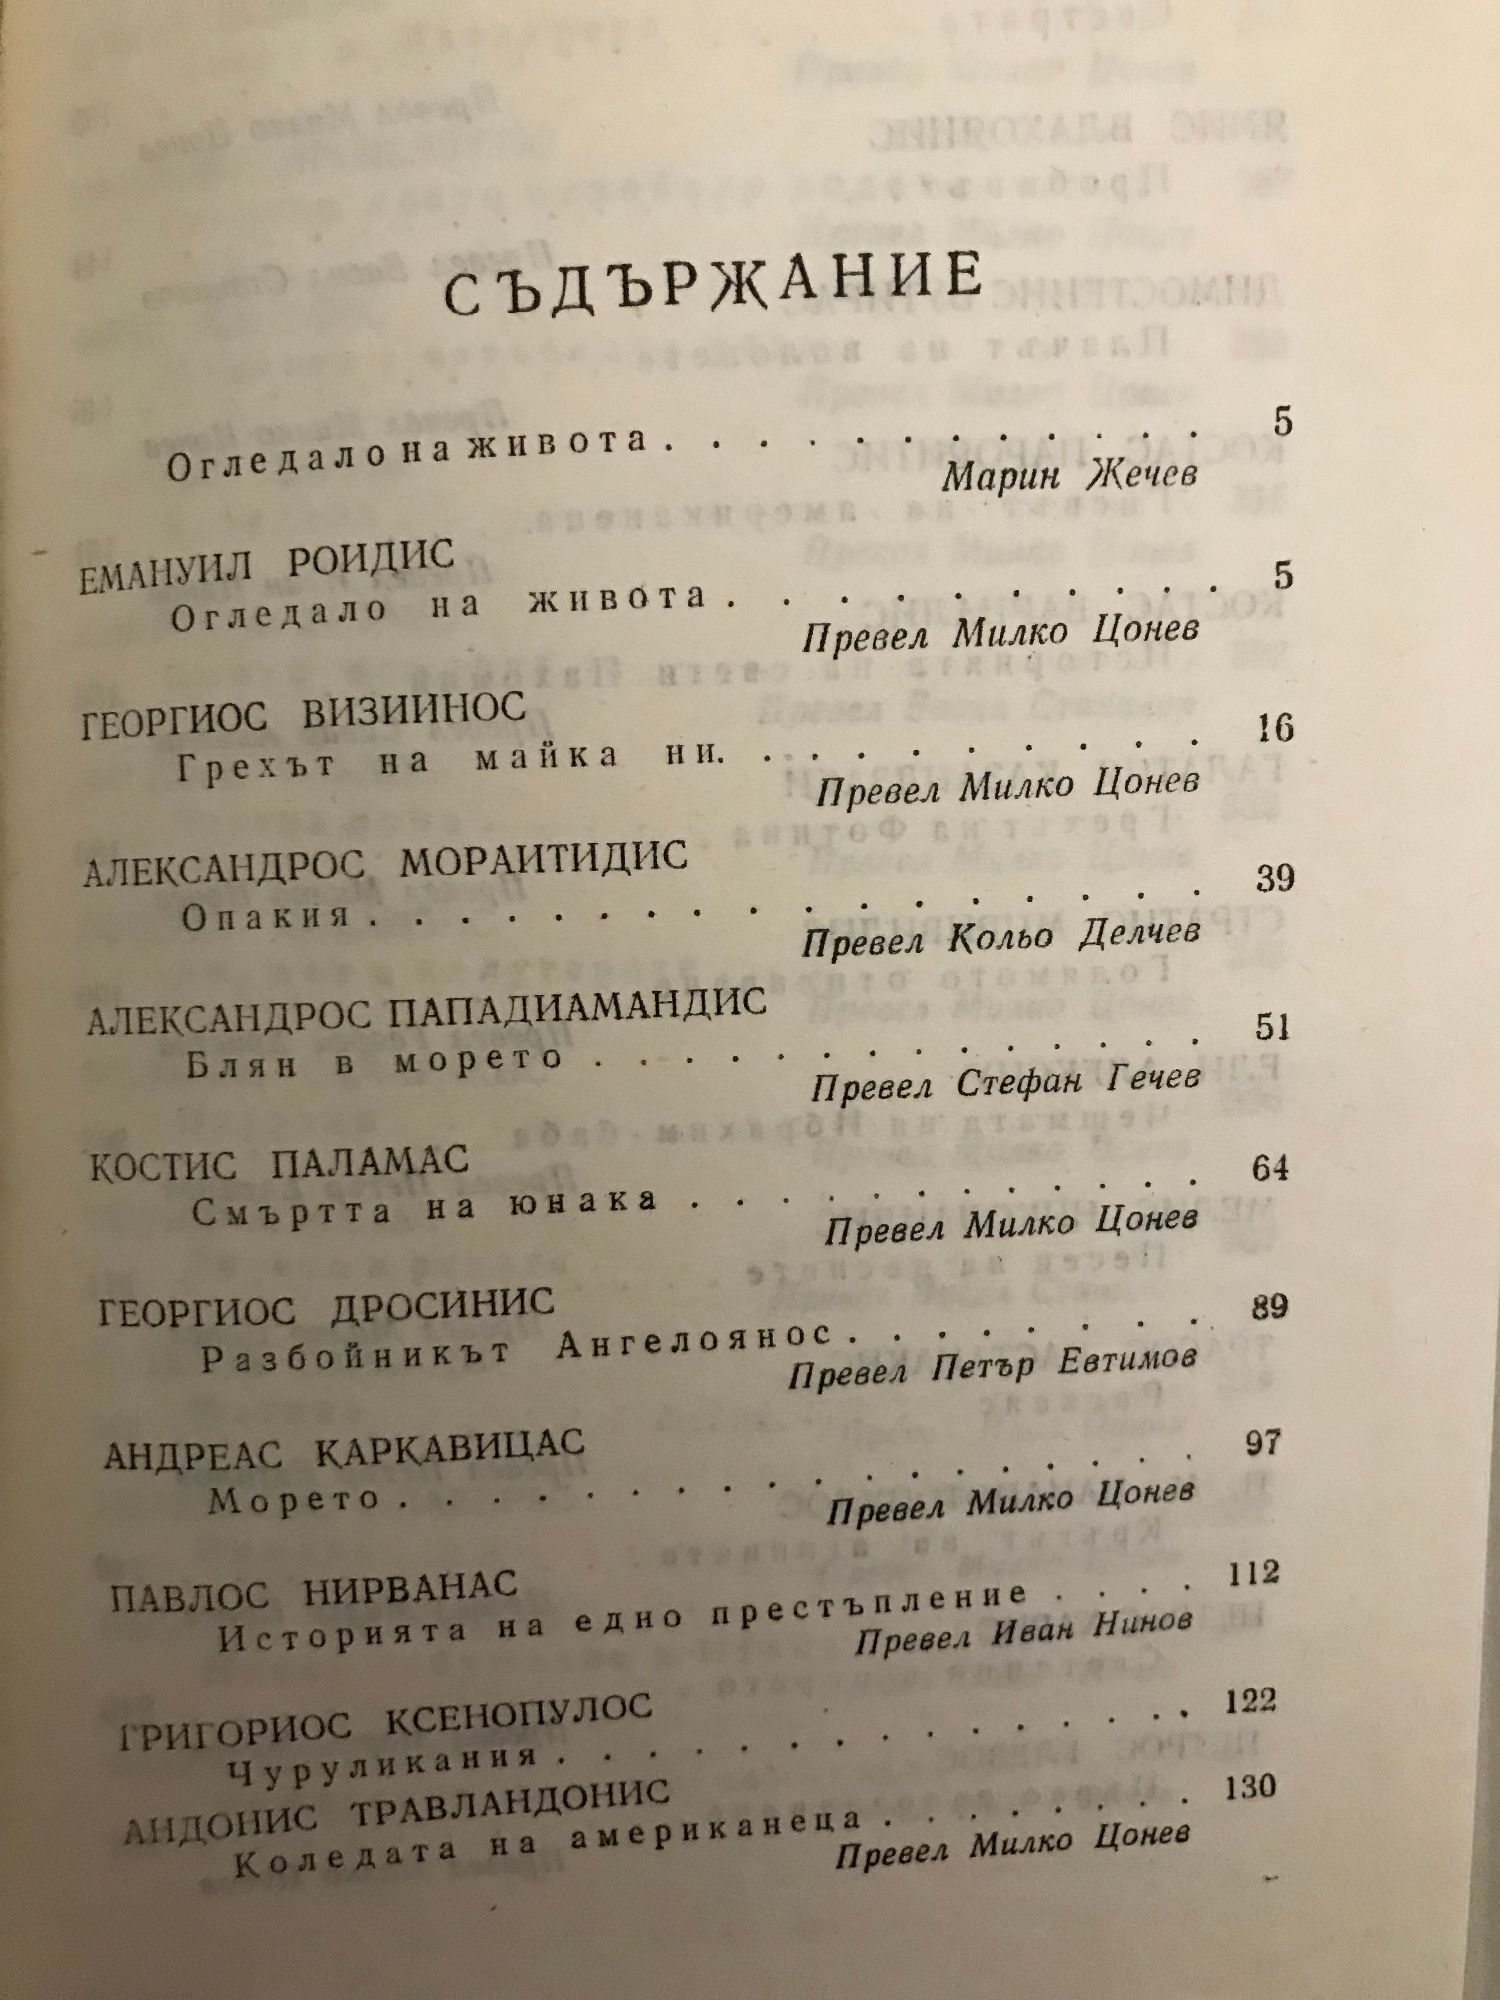 СЪДЪРЖАНИЕ
Огледало на живота . . . . . . . . . . . 5
Марин Жечев
ЕМАНУИЛ РОИДИС
Огледало на живота . . . . . . . . . . 5
Превел Милко Цонев
ГЕОРГИОС ВИЗИИНОС
Грехът на майка ни. . . . . . . . . . 16
Превел Милко Цонев
АЛЕКСАНДРОС МОРАИТИДИС
Опакия . . . . . . . . . . . . . . . . 39
Превел Кольо Делчев
АЛЕКСАНДРОС ПАПАДИАМАНДИС
Блян в морето . . . . . . . . . . . . . . 51
Превел Стефан Гечев
КОСТИС ПАЛАМАС
Смъртта на юнака . . . . . . . . . . . . 64
Превел Милко Цонев
ГЕОРГИОС ДРОСИНИС
Разбойникът Ангелоянос . . . . . . . . 89
Превел Петър Евтимов
АНДРЕАС КАРКАВИЦАС
Морето . . . . . . . . . . . . . . . . . 97
Превел Милко Цонев
ПАВЛОС НИРВАНАС
Историята на едно престъпление . . . . 112
Превел Иван Нинов
ГРИГОРИОС КСЕНОПУЛОС
Чуруликания . . . . . . . . . . . . . . 122
АНДОНИС ТРАВЛАНДОНИС
Коледата на американеца . . . . . . . . 130
Превел Милко Цонев